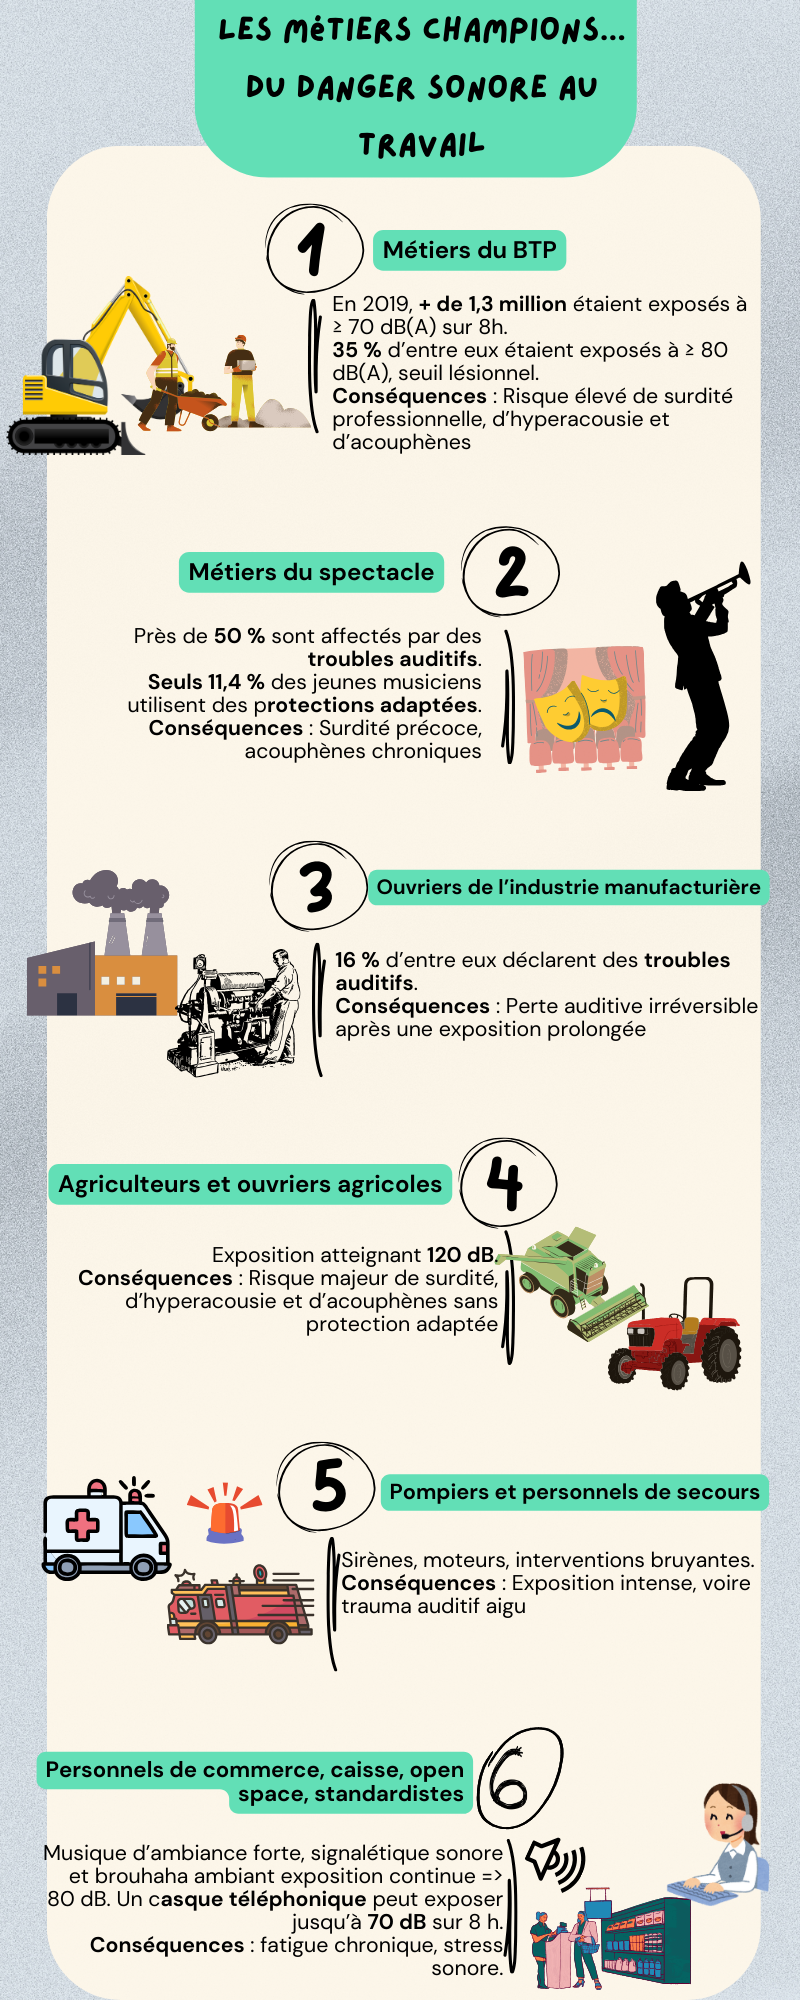 LES MéTIERS CHAMPIONS...
DU DANGER SONORE AU
TRAVAIL
1
Métiers du BTP
En 2019, + de 1,3 million étaient exposés à
≥ 70 dB(A) sur 8h.
35 % d’entre eux étaient exposés à ≥ 80
dB(A), seuil lésionnel.
Conséquences : Risque élevé de surdité
professionnelle, d’hyperacousie et
d’acouphènes
Métiers du spectacle
2
Près de 50 % sont affectés par des
troubles auditifs.
Seuls 11,4 % des jeunes musiciens
utilisent des protections adaptées.
Conséquences : Surdité précoce,
acouphènes chroniques
3
Ouvriers de l’industrie manufacturière
16 % d’entre eux déclarent des troubles
auditifs.
Conséquences : Perte auditive irréversible
après une exposition prolongée
Agriculteurs et ouvriers agricoles
4
Exposition atteignant 120 dB.
Conséquences : Risque majeur de surdité,
d’hyperacousie et d’acouphènes sans
protection adaptée
5
Pompiers et personnels de secours
Sirènes, moteurs, interventions bruyantes.
Conséquences : Exposition intense, voire
trauma auditif aigu
Personnels de commerce, caisse, open
space, standardistes
6
Musique d’ambiance forte, signalétique sonore
et brouhaha ambiant exposition continue =>
80 dB. Un casque téléphonique peut exposer
jusqu’à 70 dB sur 8 h.
Conséquences : fatigue chronique, stress
sonore.